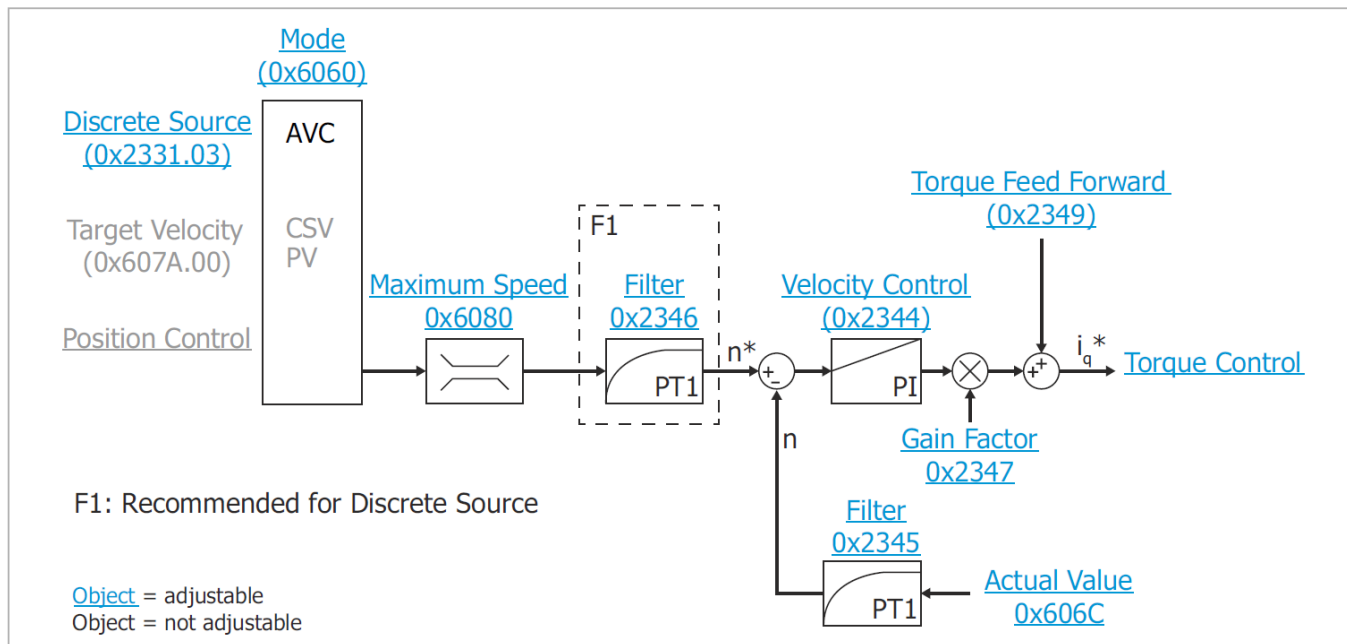 Mode
(0x6060)
Discrete Source
(0x2331.03)
AVC
Target Velocity
(0x607A.00)
CSV
PV
Position Control
Maximum Speed
0x6080
F1
Filter
0x2346
PT1
n*
+
-
n
Velocity Control
(0x2344)
PI
Gain Factor
0x2347
Torque Feed Forward
(0x2349)
+
+
iq*
Torque Control
Filter
0x2345
PT1
Actual Value
0x606C
F1: Recommended for Discrete Source
Object = adjustable
Object = not adjustable